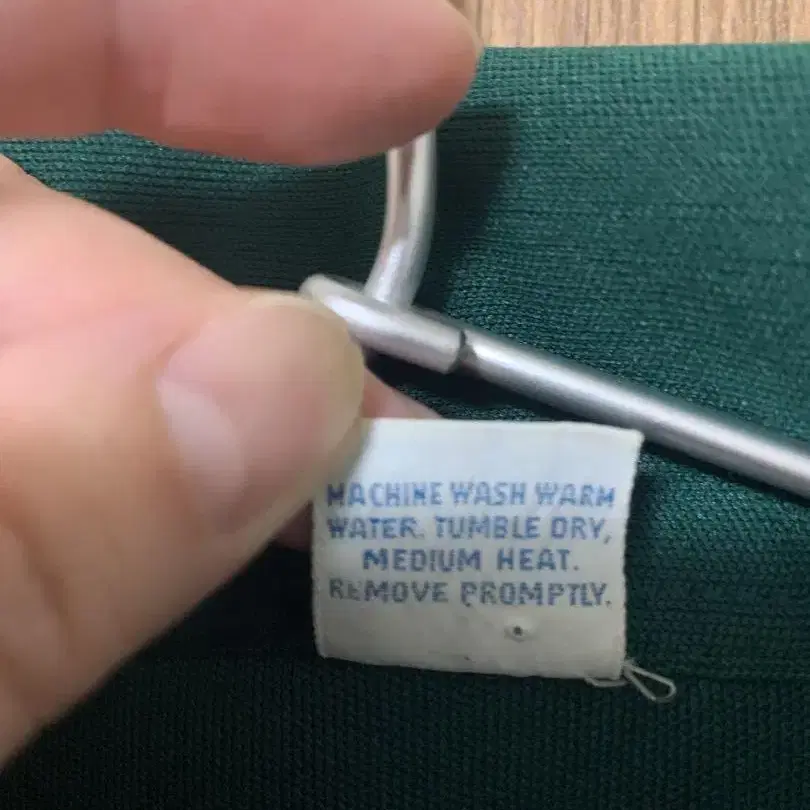 MACHINE WASH WARM
WATER. TUMBLE DRY,
MEDIUM HEAT.
REMOVE PROMPTLY.